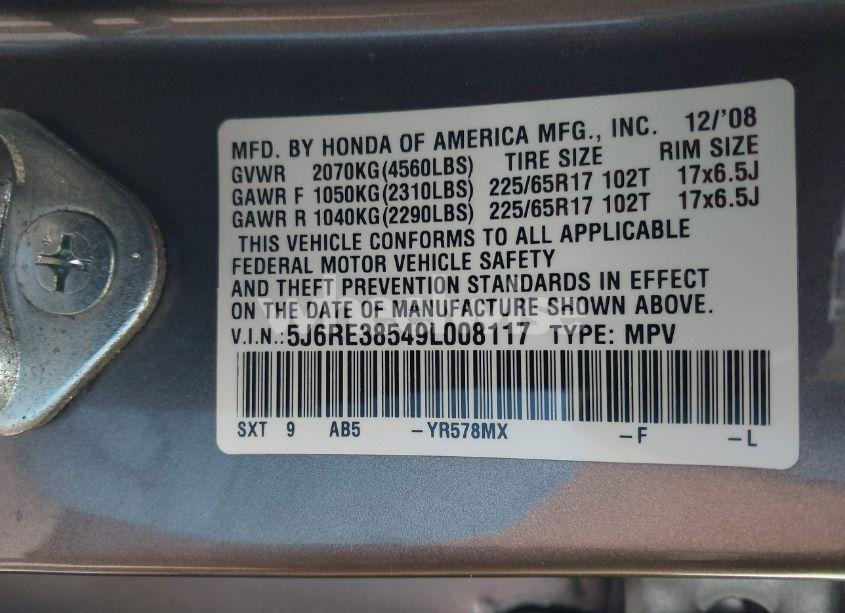 MFD. BY HONDA OF AMERICA MFG., INC. 12/'08
GVWR 2070KG(4560LBS) TIRE SIZE RIM SIZE
GAWR F 1050KG(2310LBS) 225/65R17 102T 17x6.5J
GAWR R 1040KG(2290LBS) 225/65R17 102T 17x6.5J
THIS VEHICLE CONFORMS TO ALL APPLICABLE
FEDERAL MOTOR VEHICLE SAFETY
AND THEFT PREVENTION STANDARDS IN EFFECT
ON THE DATE OF MANUFACTURE SHOWN ABOVE.
V.I.N.:5J6RE38549L008117 TYPE: MPV
SXT 9 AB5 -YR578MX -F -L